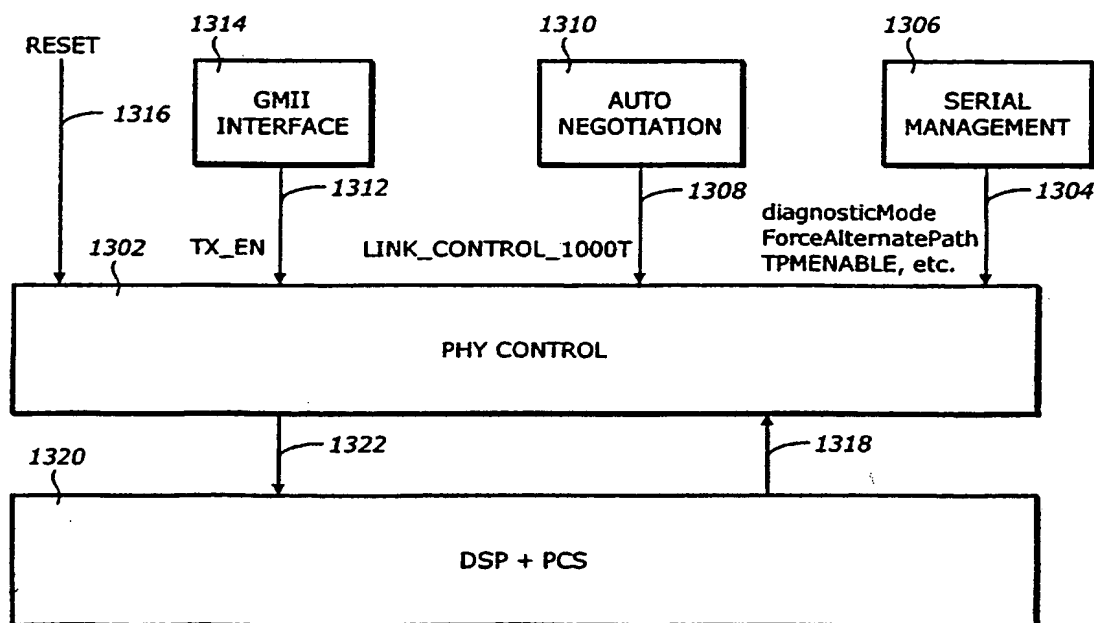 1314
1310
1306
RESET
GMII
INTERFACE
AUTO
NEGOTIATION
SERIAL
MANAGEMENT
1316
1312
1308
1304
diagnosticMode
ForceAlternatePath
TPMENABLE, etc.
1302
TX_EN
LINK_CONTROL_1000T
PHY CONTROL
1322
1318
1320
DSP + PCS